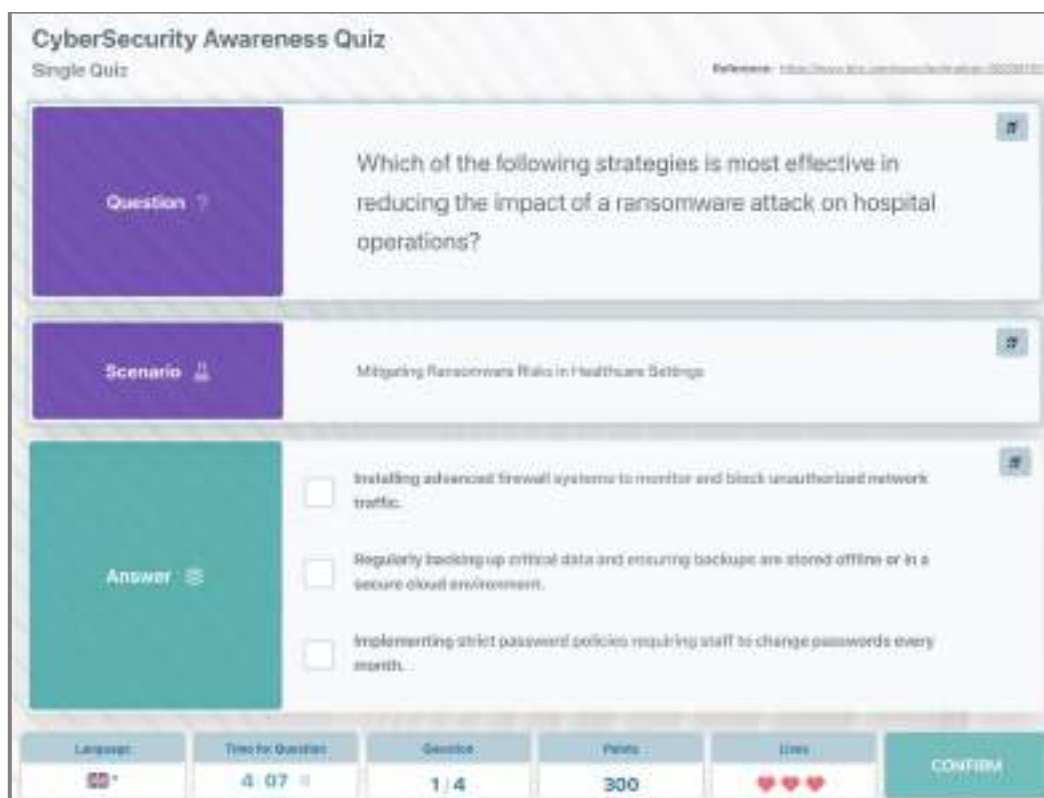 CyberSecurity Awareness Quiz
Single Quiz
Reference:
Question ?
Which of the following strategies is most effective in
reducing the impact of a ransomware attack on hospital
operations?
Scenario
Mitigating Ransomware Risks in Healthcare Settings
Answer
Installing advanced firewall systems to monitor and block unauthorized network
traffic.
Regularly backing up critical data and ensuring backups are stored offline or in a
secure cloud environment.
Implementing strict password policies requiring staff to change passwords every
month.
Language Time for Question Question Points Lives
4:07 1/4 300
CONFIRM